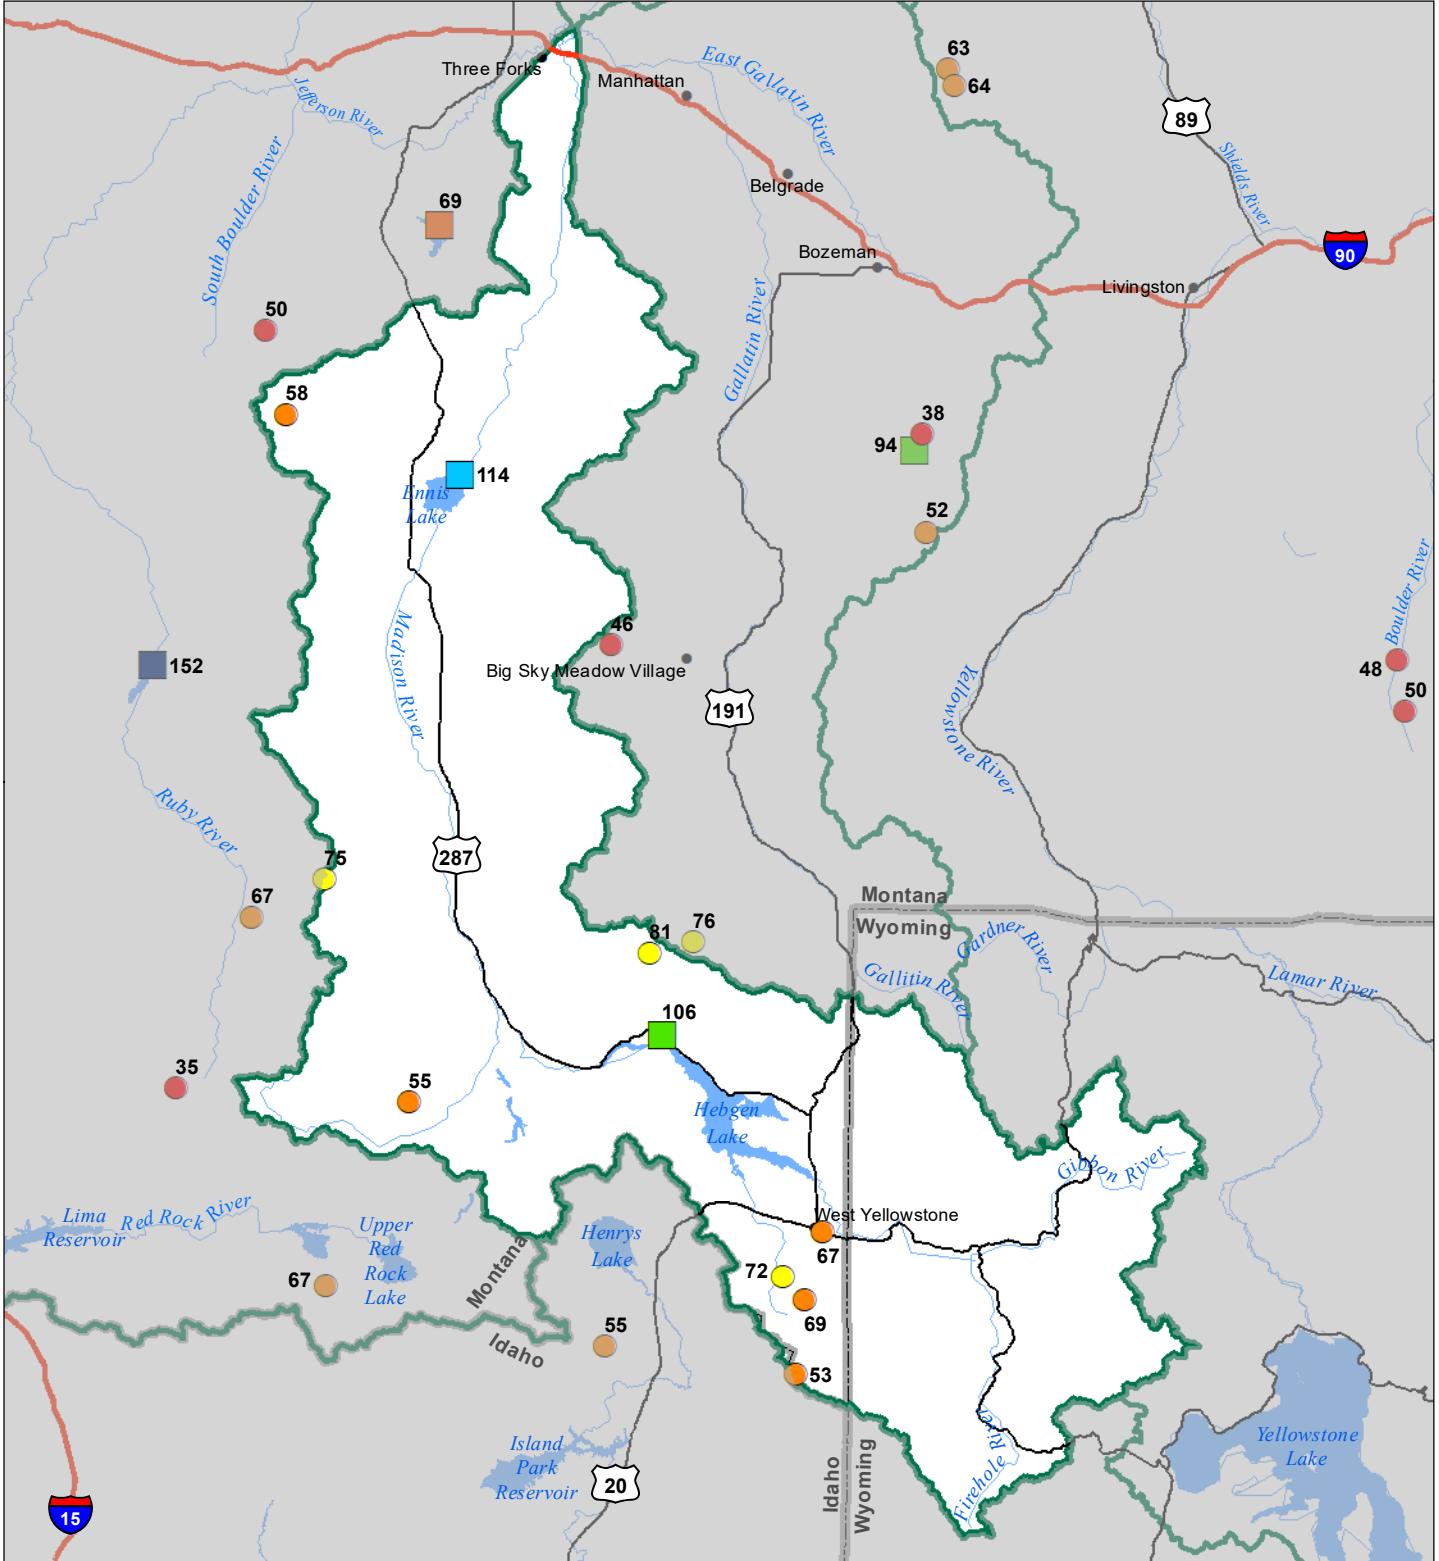 63
East Gallatin River
Three Forks
Manhattan
64
Jefferson River
89
Shields River
South Boulder River
Belgrade
69
Bozeman
90
Livingston
50
Gallatin River
58
38
94
114
Ennis
Lake
52
Boulder River
Madison River
46
152
Big Sky Meadow Village
48
50
191
Yellowstone River
Ruby River
287
75
67
Montana
Wyoming
81
76
Gardner River
Gallitin River
Lamar River
106
35
55
Hebgen
Lake
Gibbon River
Lima
Reservoir
Red Rock River
Upper
Red
Rock
Lake
Henrys
Lake
West Yellowstone
67
Montana
72
67
69
Idaho
55
53
Firehole River
Yellowstone
Lake
Island
Park
Reservoir
20
Idaho
Wyoming
15